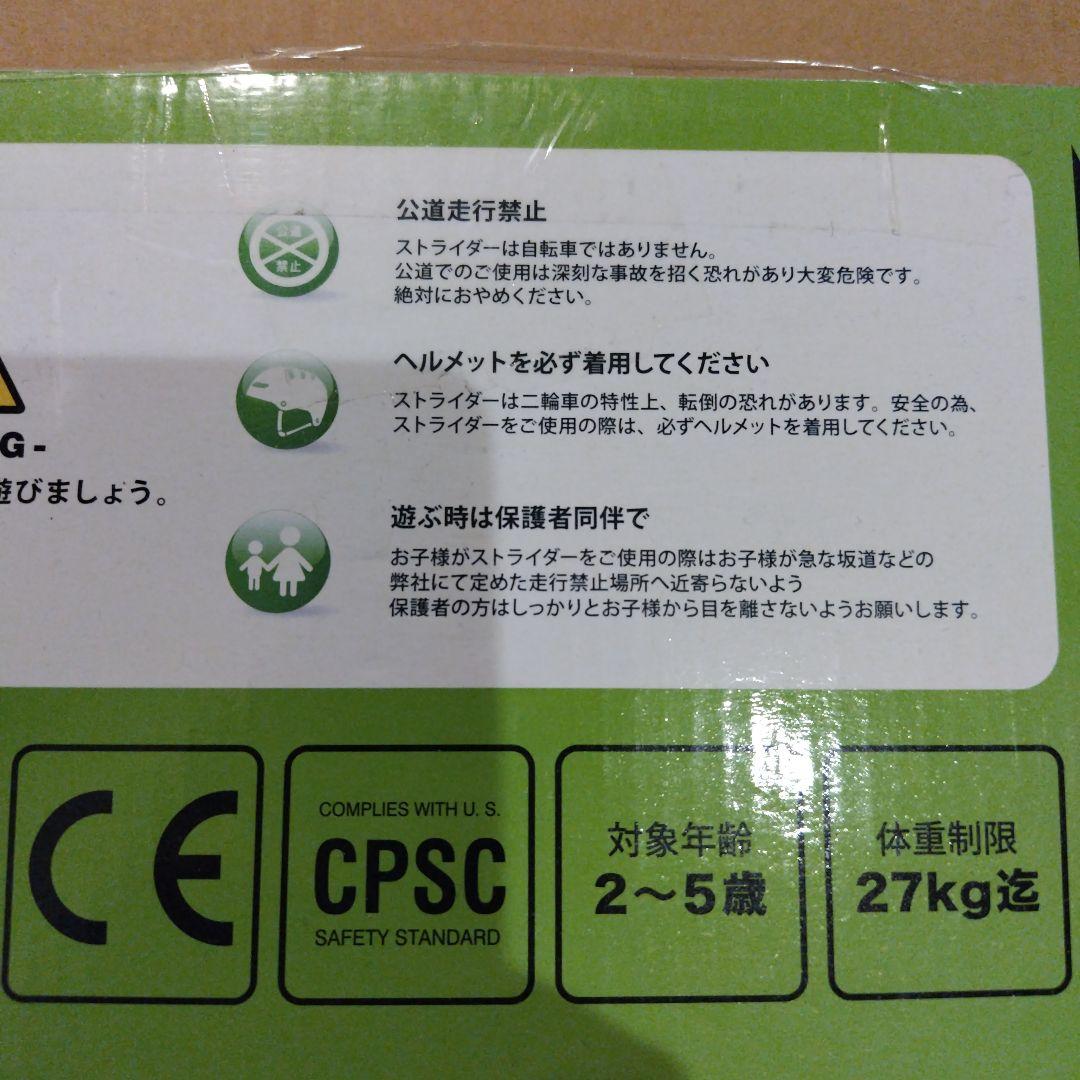 公道走行禁止
ストライダーは自転車ではありません。
公道でのご使用は深刻な事故を招く恐れがあり大変危険です。
絶対におやめください。
公道
禁止
ヘルメットを必ず着用してください
ストライダーは二輪車の特性上、転倒の恐れがあります。安全の為、
ストライダーをご使用の際は、必ずヘルメットを着用してください。
G -
遊びましょう。
遊ぶ時は保護者同伴で
お子様がストライダーをご使用の際はお子様が急な坂道などの
弊社にて定めた走行禁止場所へ近寄らないよう
保護者の方はしっかりとお子様から目を離さないようお願いします。
CE
COMPLIES WITH U. S.
CPSC
SAFETY STANDARD
対象年齢
2～5歳
体重制限
27kg迄